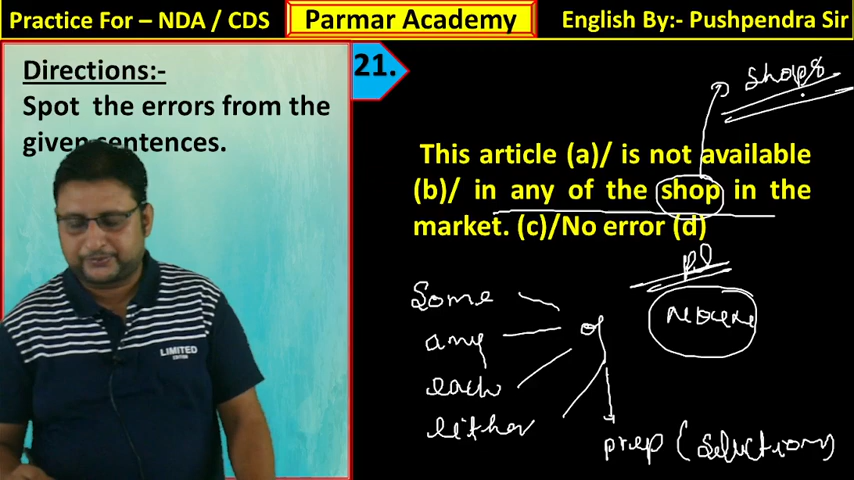 Practice For – NDA / CDS
Parmar Academy
English By:- Pushpendra Sir
Directions:-
Spot the errors from the
given sentences.
21.
This article (a)/ is not available
(b)/ in any of the shop in the
market. (c)/No error (d)
shops
pl
Some
any
each
either
of
prep (selection)
LIMITED